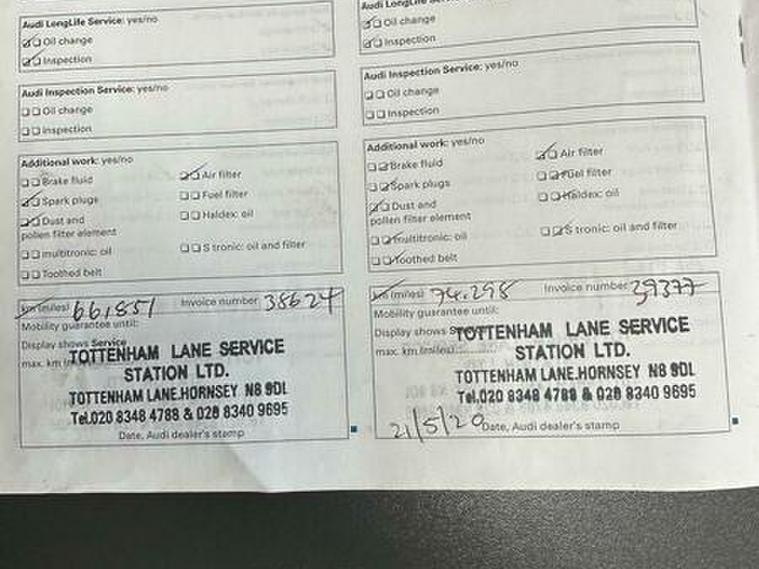 Audi LongLife Service: yes/no
Oil change
Inspection
Audi Inspection Service: yes/no
Oil change
Inspection
Additional work: yes/no
Brake fluid
Air filter
Spark plugs
Fuel filter
Dust and
pollen filter element
Haldex: oil
multitronic: oil
S tronic: oil and filter
Toothed belt
km (miles) 66,851 Invoice number 38624
Mobility guarantee until:
Display shows Service
max. km (miles)
TOTTENHAM LANE SERVICE
STATION LTD.
TOTTENHAM LANE.HORNSEY N8 9DL
Tel.020 8348 4788 & 028 8340 9695
Date, Audi dealer's stamp
Audi LongLife Service: yes/no
Oil change
Inspection
Audi Inspection Service: yes/no
Oil change
Inspection
Additional work: yes/no
Brake fluid
Air filter
Spark plugs
Fuel filter
Dust and
pollen filter element
Haldex: oil
multitronic: oil
S tronic: oil and filter
Toothed belt
km (miles) 74.298 Invoice number 39377
Mobility guarantee until:
Display shows Service
max. km (miles)
TOTTENHAM LANE SERVICE
STATION LTD.
TOTTENHAM LANE.HORNSEY N8 9DL
Tel.020 8348 4788 & 028 8340 9695
21/5/20 Date, Audi dealer's stamp